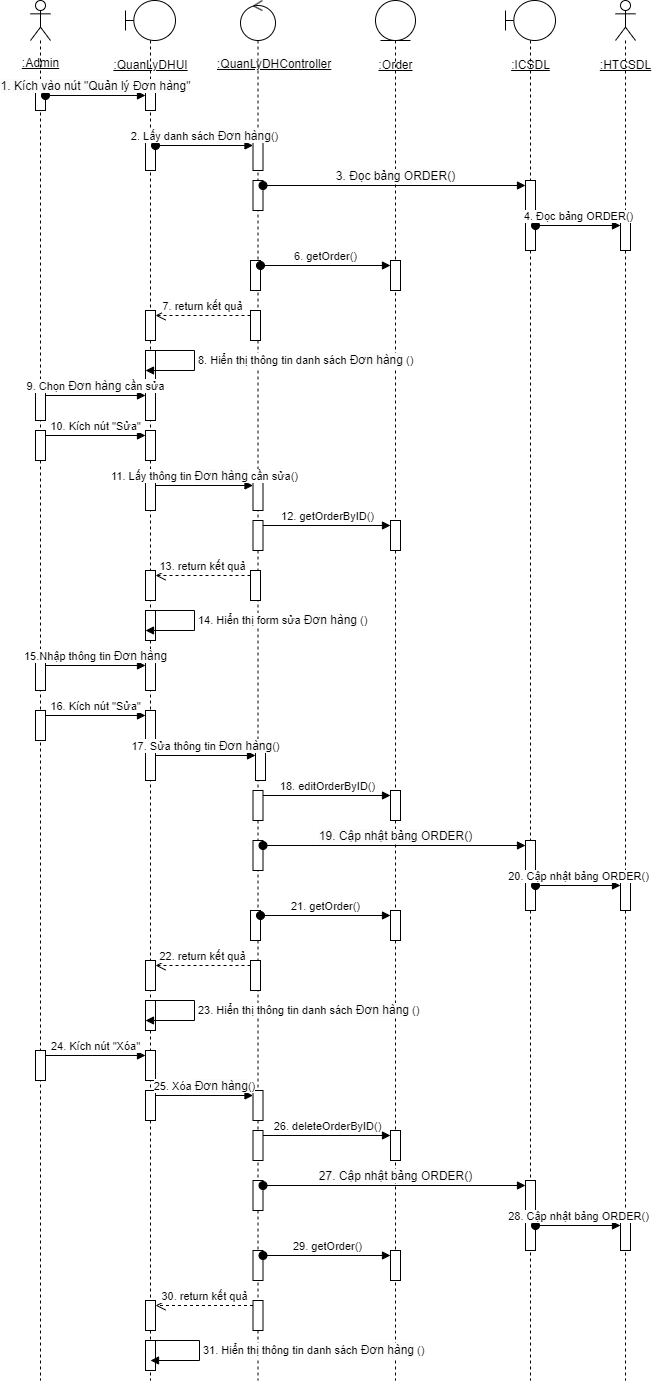 :Admin
:QuanLyDHUI
:QuanLyDHController
:Order
:ICSDL
:HTCSDL
1. Kích vào nút "Quản lý Đơn hàng"
2. Lấy danh sách Đơn hàng()
3. Đọc bảng ORDER()
4. Đọc bảng ORDER()
6. getOrder()
7. return kết quả
8. Hiển thị thông tin danh sách Đơn hàng ()
9. Chọn Đơn hàng cần sửa
10. Kích nút "Sửa"
11. Lấy thông tin Đơn hàng cần sửa()
12. getOrderByID()
13. return kết quả
14. Hiển thị form sửa Đơn hàng ()
15.Nhập thông tin Đơn hàng
16. Kích nút "Sửa"
17. Sửa thông tin Đơn hàng()
18. editOrderByID()
19. Cập nhật bảng ORDER()
20. Cập nhật bảng ORDER()
21. getOrder()
22. return kết quả
23. Hiển thị thông tin danh sách Đơn hàng ()
24. Kích nút "Xóa"
25. Xóa Đơn hàng()
26. deleteOrderByID()
27. Cập nhật bảng ORDER()
28. Cập nhật bảng ORDER()
29. getOrder()
30. return kết quả
31. Hiển thị thông tin danh sách Đơn hàng ()